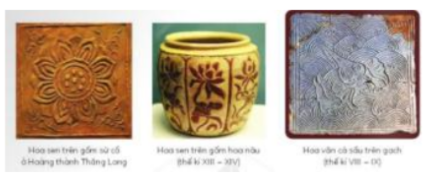 Hoa sen trên gốm sứ cổ
ở Hoàng thành Thăng Long
Hoa sen trên gốm hoa nâu
(thế kỉ XIII – XIV)
Hoa văn cá sấu trên gạch
(thế kỉ VIII – IX)